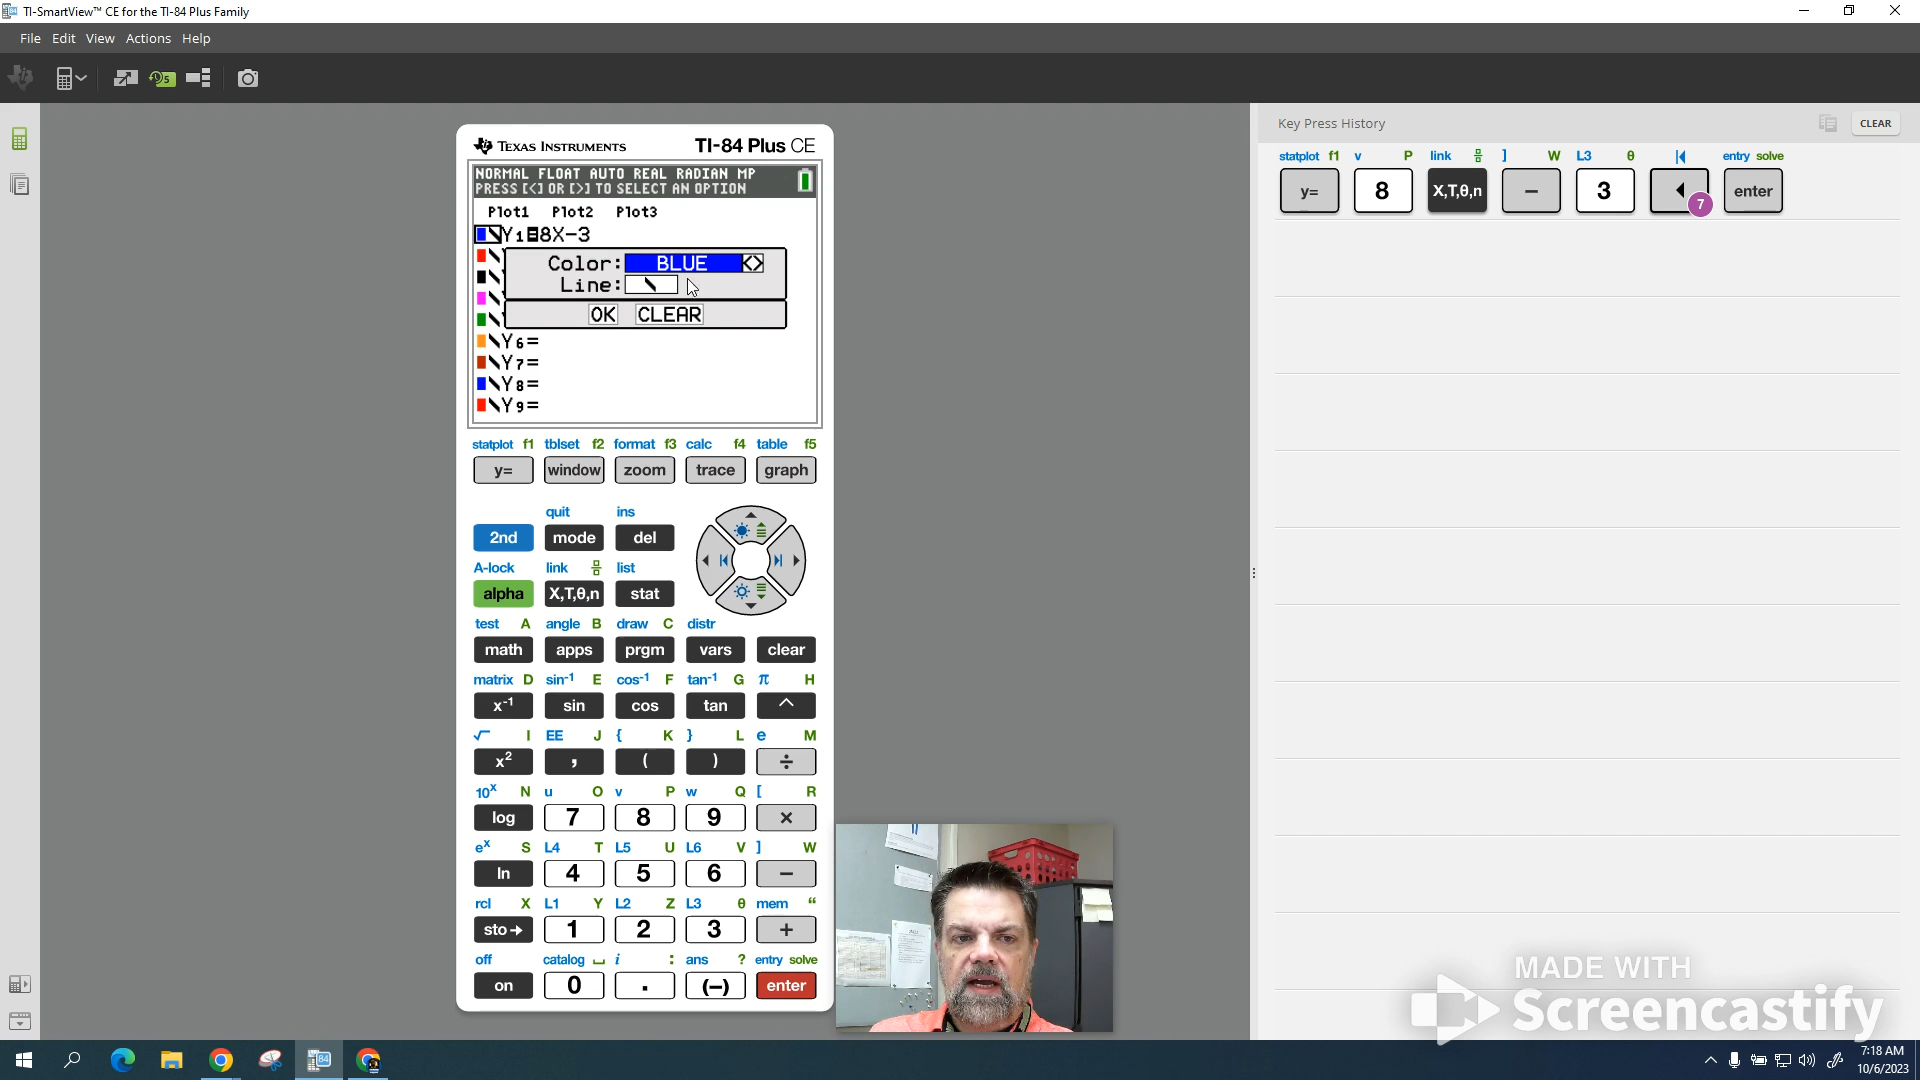 TI-SmartView™ CE for the TI-84 Plus Family
File Edit View Actions Help
Key Press History
CLEAR
statplot f1 v P link ] W L3 θ entry solve
y= 8 X,T,θ,n − 3 7 enter
TEXAS INSTRUMENTS TI-84 Plus CE
NORMAL FLOAT AUTO REAL RADIAN MP
PRESS [<] OR [>] TO SELECT AN OPTION
Plot1 Plot2 Plot3
Y1=8X−3
Color: BLUE
Line:
OK CLEAR
Y6=
Y7=
Y8=
Y9=
statplot f1 tblset f2 format f3 calc f4 table f5
y= window zoom trace graph
quit ins
2nd mode del
A-lock link list
alpha X,T,θ,n stat
test A angle B draw C distr
math apps prgm vars clear
matrix D sin⁻¹ E cos⁻¹ F tan⁻¹ G π H
x⁻¹ sin cos tan ^
√ I EE J { K } L e M
x² , ( ) ÷
10ˣ N u O v P w Q [ R
log 7 8 9 ×
eˣ S L4 T L5 U L6 V ] W
ln 4 5 6 −
rcl X L1 Y L2 Z L3 θ mem “
sto→ 1 2 3 +
off catalog i : ans ? entry solve
on 0 . (−) enter
MADE WITH
Screencastify
7:18 AM
10/6/2023